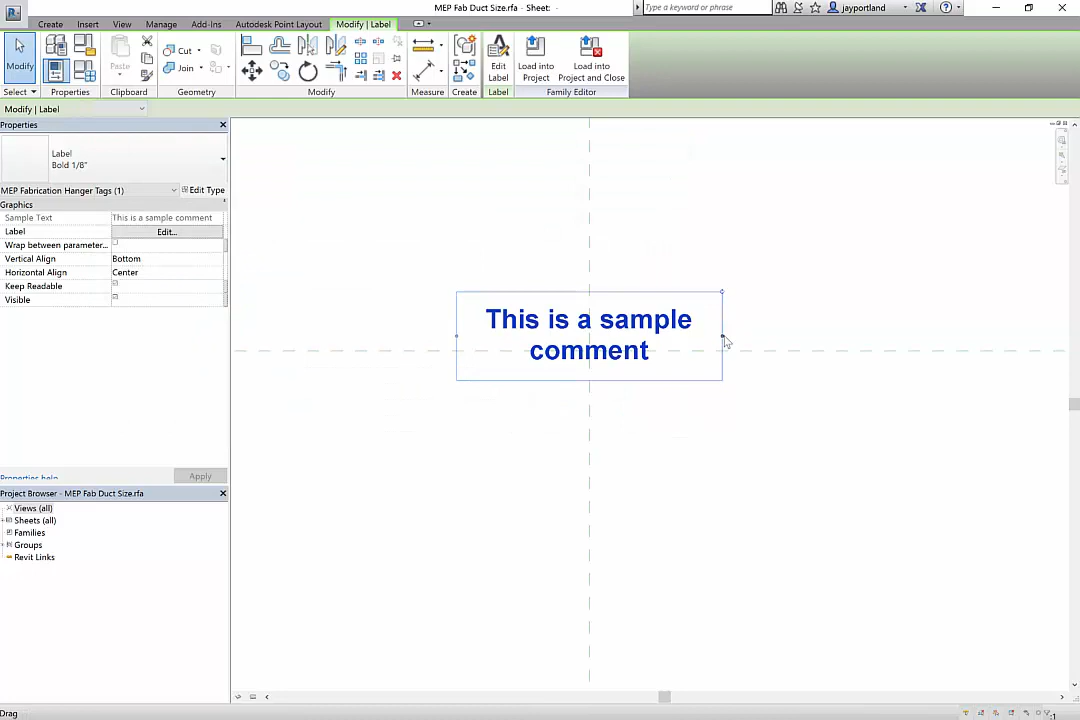 MEP Fab Duct Size.rfa - Sheet: -
Type a keyword or phrase
jayportland
Create Insert View Manage Add-Ins Autodesk Point Layout Modify | Label
Modify
Paste
Cut
Join
Edit Label
Load into Project
Load into Project and Close
Select Properties Clipboard Geometry Modify Measure Create Label Family Editor
Modify | Label
Properties
Label
Bold 1/8"
MEP Fabrication Hanger Tags (1) Edit Type
Graphics
Sample Text This is a sample comment
Label Edit...
Wrap between parameter...
Vertical Align Bottom
Horizontal Align Center
Keep Readable
Visible
Properties help Apply
Project Browser - MEP Fab Duct Size.rfa
Views (all)
Sheets (all)
Families
Groups
Revit Links
This is a sample
comment
Drag
:1